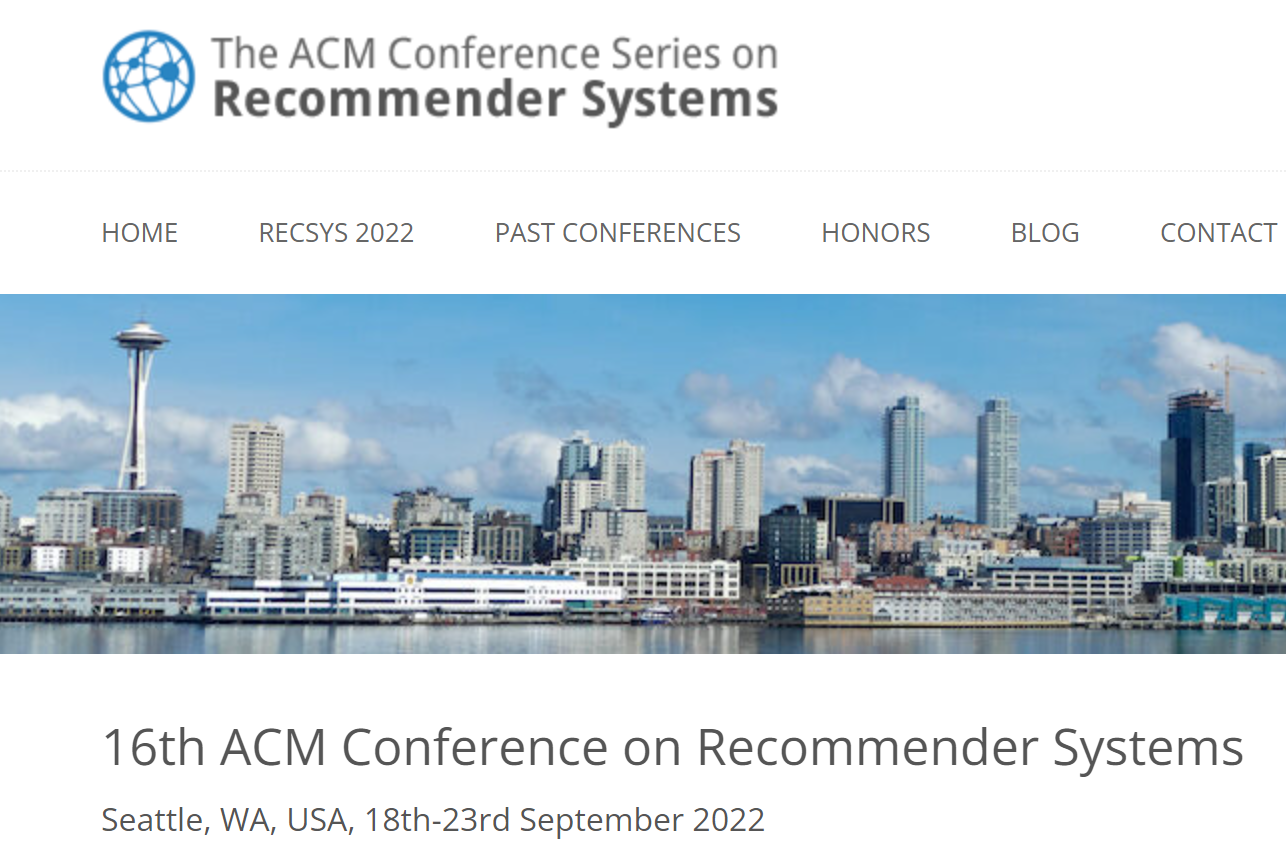 The ACM Conference Series on
Recommender Systems
HOME RECSYS 2022 PAST CONFERENCES HONORS BLOG CONTACT
16th ACM Conference on Recommender Systems
Seattle, WA, USA, 18th-23rd September 2022